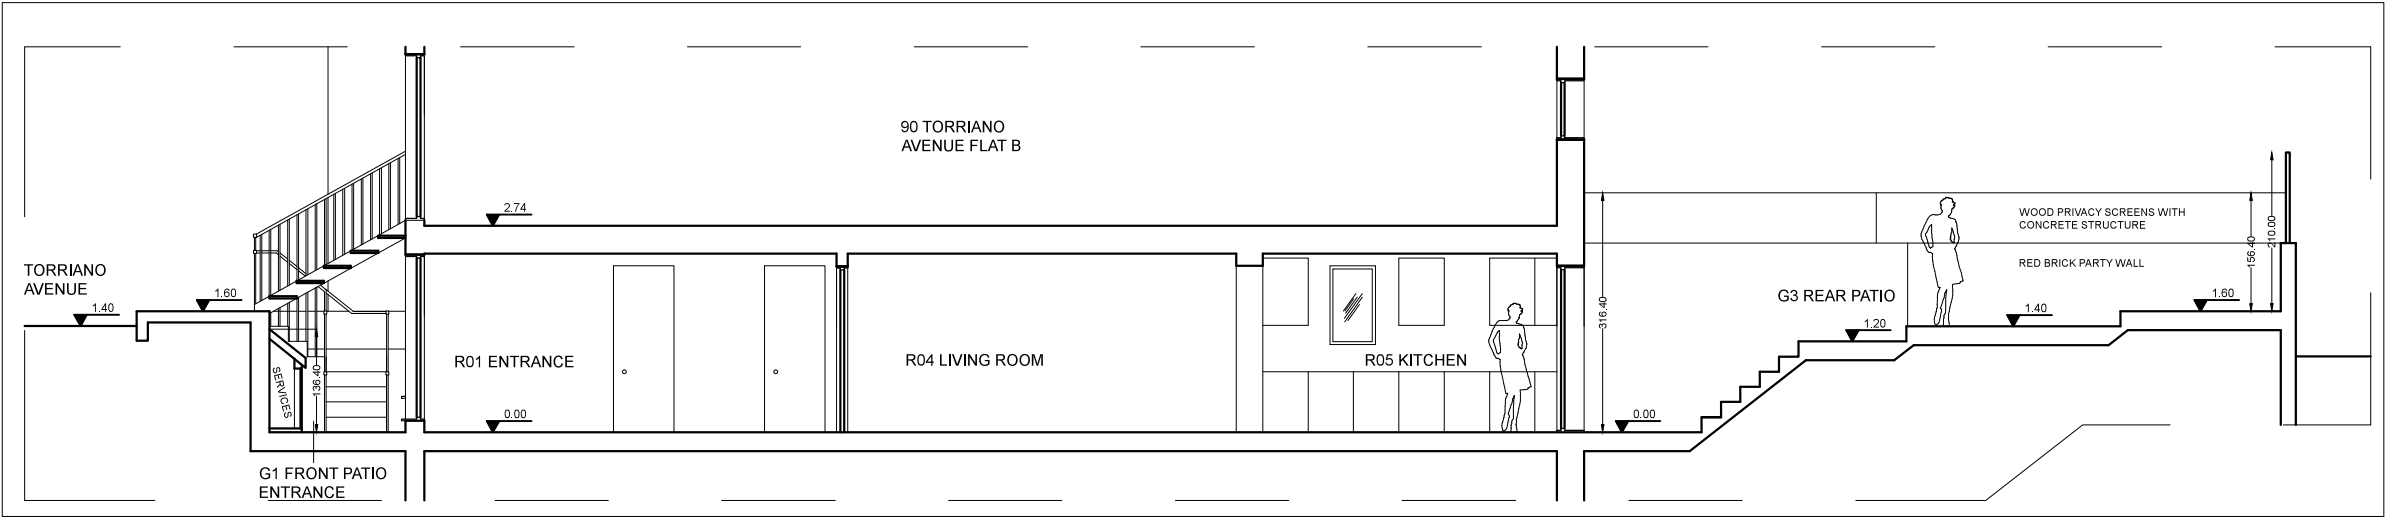 90 TORRIANO
AVENUE FLAT B
2.74
WOOD PRIVACY SCREENS WITH
CONCRETE STRUCTURE
210.00
156.40
RED BRICK PARTY WALL
TORRIANO
AVENUE
1.40
1.60
G3 REAR PATIO
1.20
1.40
1.60
316.40
R01 ENTRANCE
R04 LIVING ROOM
R05 KITCHEN
SERVICES
136.40
0.00
0.00
G1 FRONT PATIO
ENTRANCE